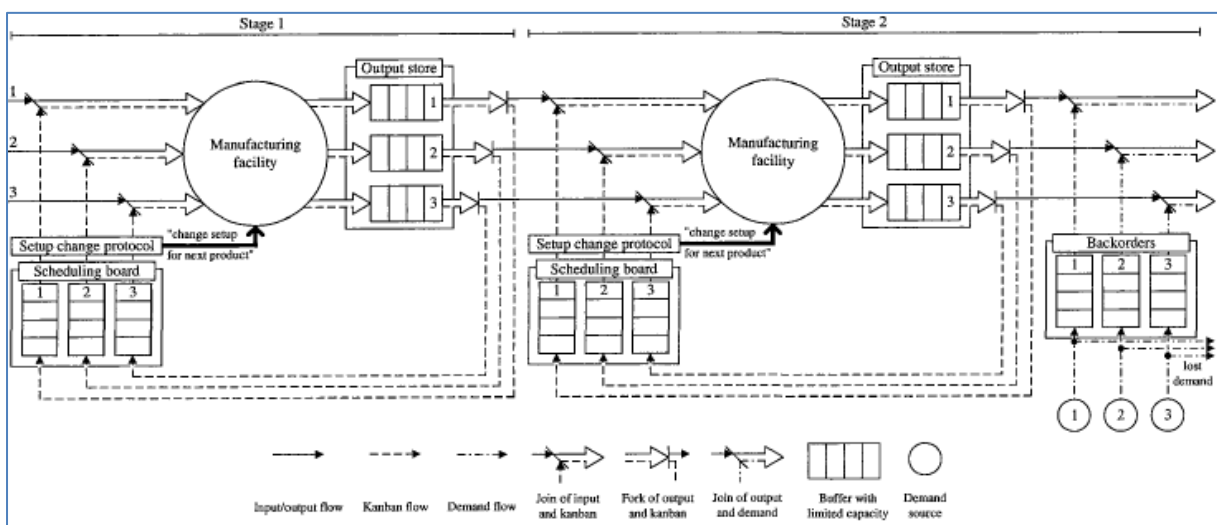 Stage 1
Stage 2
Output store
Output store
1
1
1
2
Manufacturing
facility
2
Manufacturing
facility
2
3
3
3
"change setup
for next product"
"change setup
for next product"
Setup change protocol
Setup change protocol
Backorders
Scheduling board
Scheduling board
1 2 3
1 2 3
1 2 3
lost
demand
1 2 3
Input/output flow
Kanban flow
Demand flow
Join of input
and kanban
Fork of output
and kanban
Join of output
and demand
Buffer with
limited capacity
Demand
source